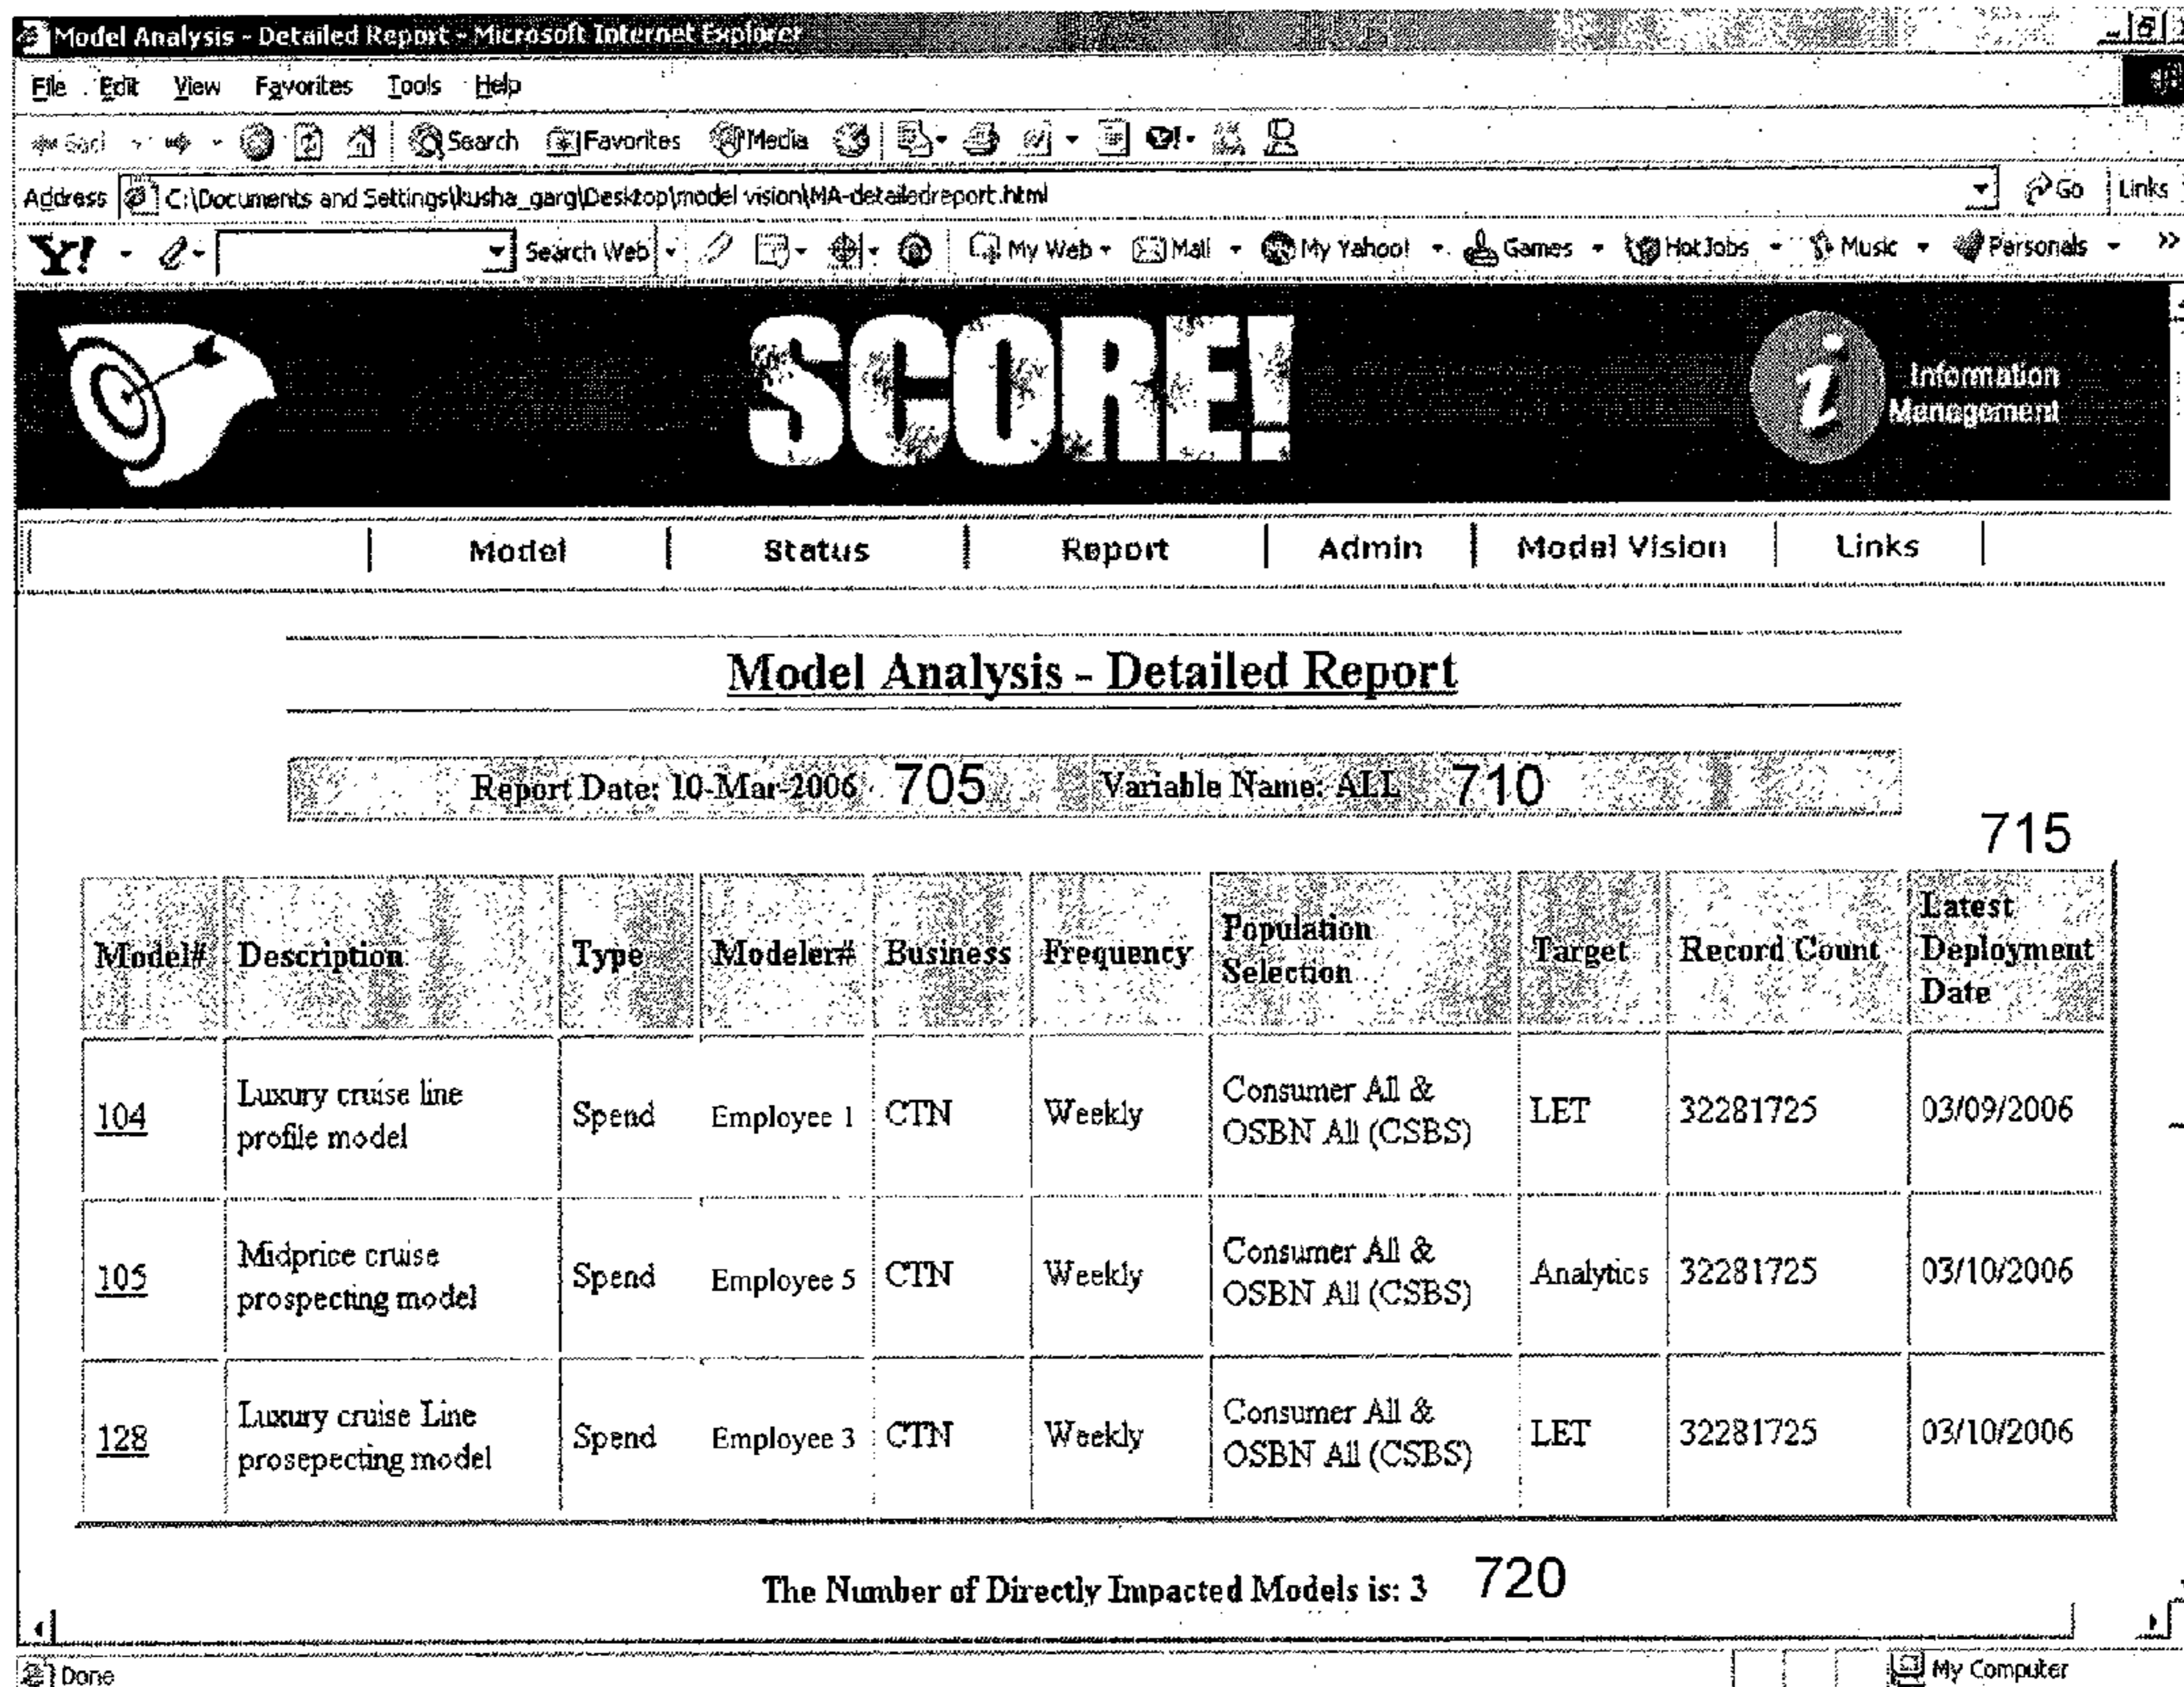 Model Analysis - Detailed Report - Microsoft Internet Explorer
File Edit View Favorites Tools Help
Back Search Favorites Media
Address C:\Documents and Settings\kusha_garg\Desktop\model vision\MA-detailedreport.html Go Links
Y! Search Web My Web Mail My Yahoo! Games HotJobs Music Personals »
SCORE!
i Information
Management
Model Status Report Admin Model Vision Links
Model Analysis - Detailed Report
Report Date: 10-Mar-2006 705 Variable Name: ALL 710
715
Model# Description Type Modeler# Business Frequency Population Selection Target Record Count Latest Deployment Date
104 Luxury cruise line profile model Spend Employee 1 CTN Weekly Consumer All & OSBN All (CSBS) LET 32281725 03/09/2006
105 Midprice cruise prospecting model Spend Employee 5 CTN Weekly Consumer All & OSBN All (CSBS) Analytics 32281725 03/10/2006
128 Luxury cruise Line prosepecting model Spend Employee 3 CTN Weekly Consumer All & OSBN All (CSBS) LET 32281725 03/10/2006
The Number of Directly Impacted Models is: 3 720
Done My Computer